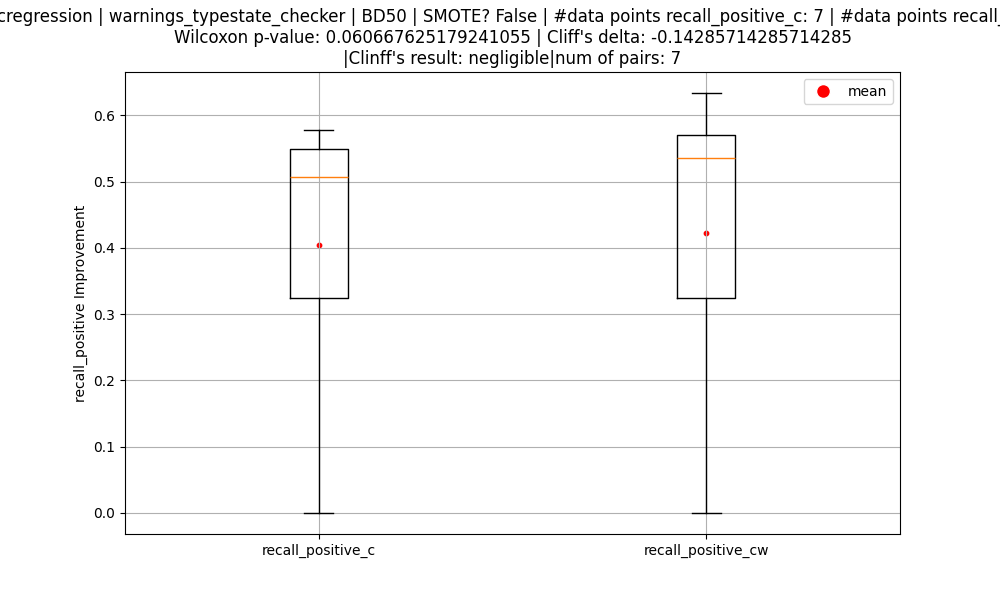 cregression | warnings_typestate_checker | BD50 | SMOTE? False | #data points recall_positive_c: 7 | #data points recall_
Wilcoxon p-value: 0.060667625179241055 | Cliff's delta: -0.14285714285714285
|Clinff's result: negligible|num of pairs: 7
mean
0.6
0.5
0.4
0.3
0.2
0.1
0.0
recall_positive Improvement
recall_positive_c
recall_positive_cw